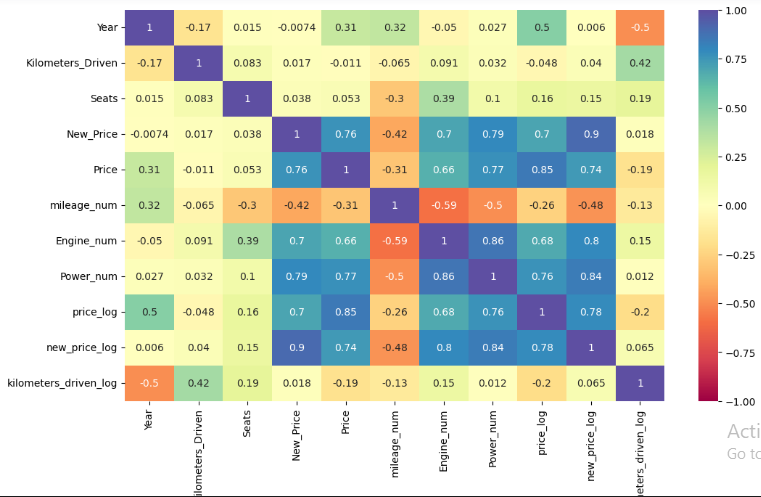 Year 1 -0.17 0.015 -0.0074 0.31 0.32 -0.05 0.027 0.5 0.006 -0.5
Kilometers_Driven -0.17 1 0.083 0.017 -0.011 -0.065 0.091 0.032 -0.048 0.04 0.42
Seats 0.015 0.083 1 0.038 0.053 -0.3 0.39 0.1 0.16 0.15 0.19
New_Price -0.0074 0.017 0.038 1 0.76 -0.42 0.7 0.79 0.7 0.9 0.018
Price 0.31 -0.011 0.053 0.76 1 -0.31 0.66 0.77 0.85 0.74 -0.19
mileage_num 0.32 -0.065 -0.3 -0.42 -0.31 1 -0.59 -0.5 -0.26 -0.48 -0.13
Engine_num -0.05 0.091 0.39 0.7 0.66 -0.59 1 0.86 0.68 0.8 0.15
Power_num 0.027 0.032 0.1 0.79 0.77 -0.5 0.86 1 0.76 0.84 0.012
price_log 0.5 -0.048 0.16 0.7 0.85 -0.26 0.68 0.76 1 0.78 -0.2
new_price_log 0.006 0.04 0.15 0.9 0.74 -0.48 0.8 0.84 0.78 1 0.065
kilometers_driven_log -0.5 0.42 0.19 0.018 -0.19 -0.13 0.15 0.012 -0.2 0.065 1
Year
ilometers_Driven
Seats
New_Price
Price
mileage_num
Engine_num
Power_num
price_log
new_price_log
neters_driven_log
1.00
0.75
0.50
0.25
0.00
−0.25
−0.50
−0.75
−1.00
Acti
Go to